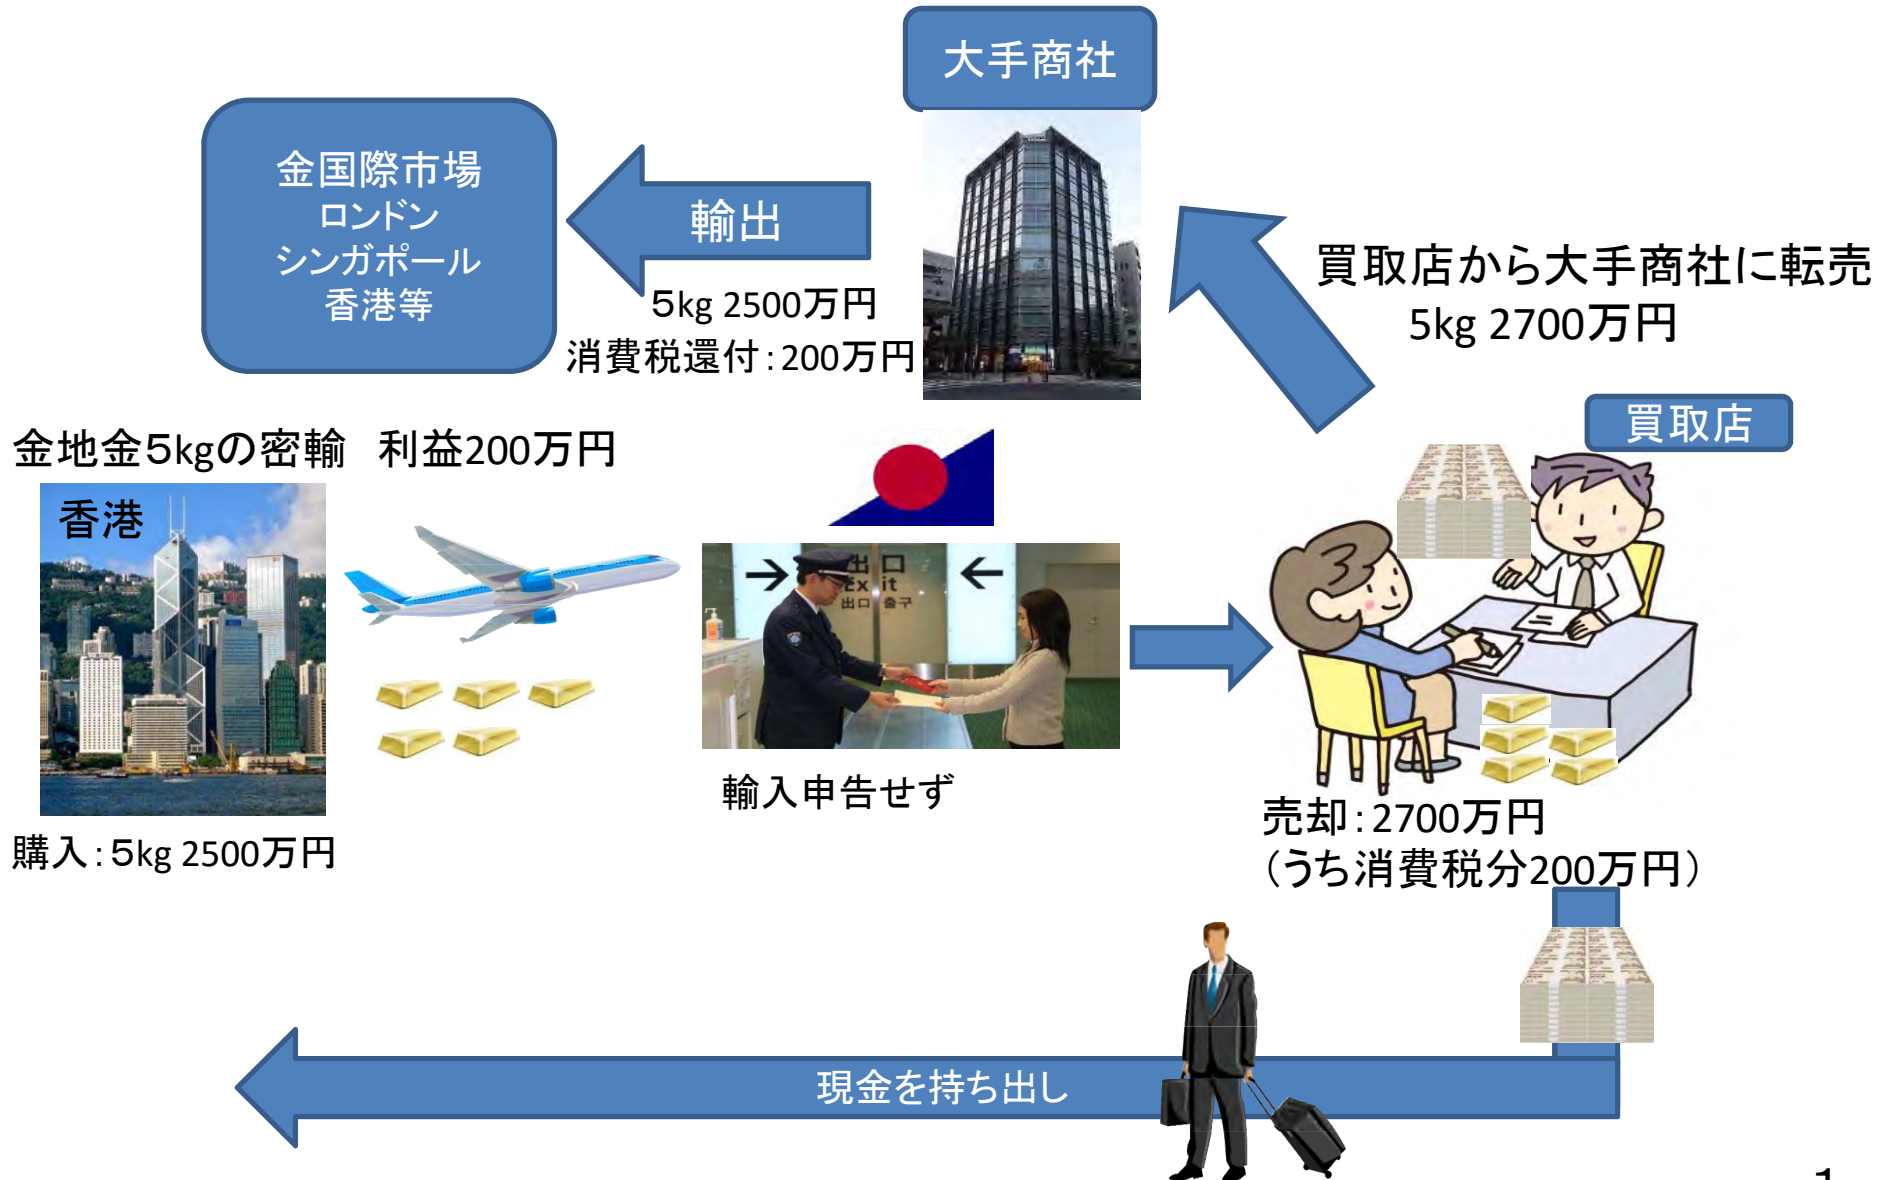 大手商社
金国際市場
ロンドン
シンガポール
香港等
輸出
5kg 2500万円
消費税還付：200万円
買取店から大手商社に転売
5kg 2700万円
買取店
金地金5kgの密輸　利益200万円
香港
出口
Exit
出口 출구
輸入申告せず
購入：5kg 2500万円
売却：2700万円
（うち消費税分200万円）
現金を持ち出し
1